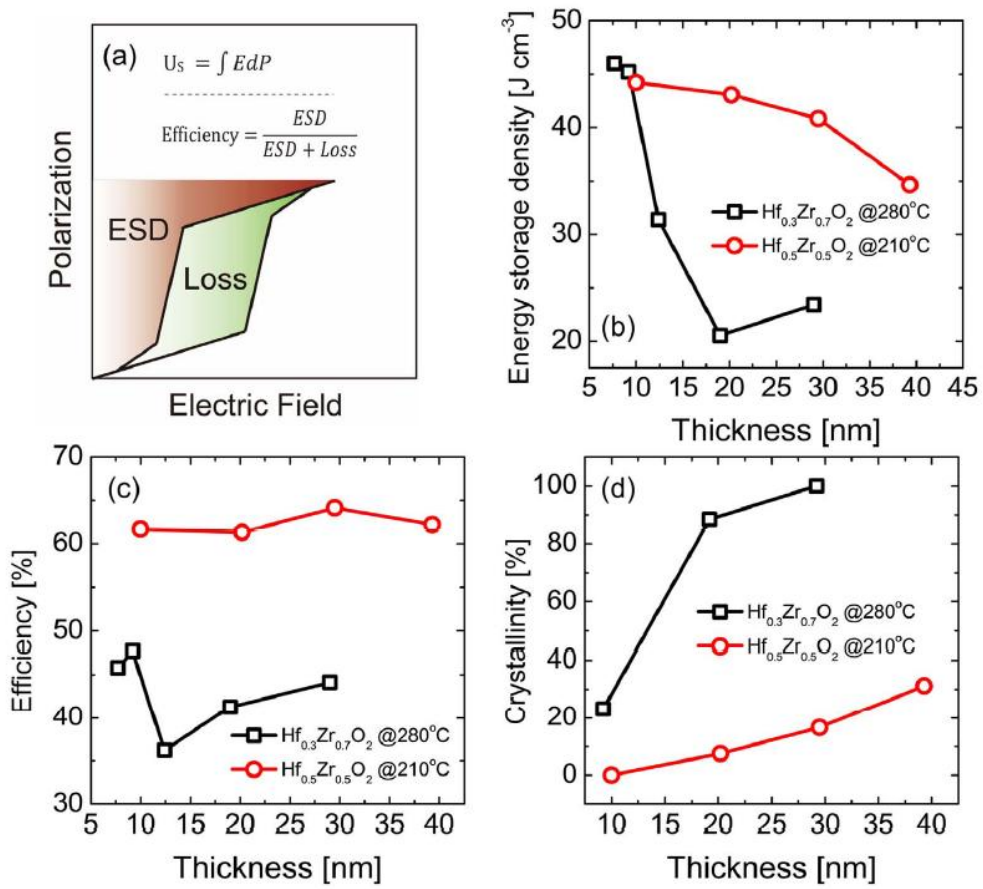 (a)
U_S = ∫ EdP
Efficiency = ESD / ESD + Loss
ESD
Loss
Polarization
Electric Field
50
40
30
20
Energy storage density [J cm⁻³]
Hf₀.₃Zr₀.₇O₂ @280°C
Hf₀.₅Zr₀.₅O₂ @210°C
(b)
5 10 15 20 25 30 35 40 45
Thickness [nm]
70
(c)
60
50
40
30
Efficiency [%]
Hf₀.₃Zr₀.₇O₂ @280°C
Hf₀.₅Zr₀.₅O₂ @210°C
5 10 15 20 25 30 35 40
Thickness [nm]
(d)
100
80
60
40
20
0
Crystallinity [%]
Hf₀.₃Zr₀.₇O₂ @280°C
Hf₀.₅Zr₀.₅O₂ @210°C
10 15 20 25 30 35 40
Thickness [nm]